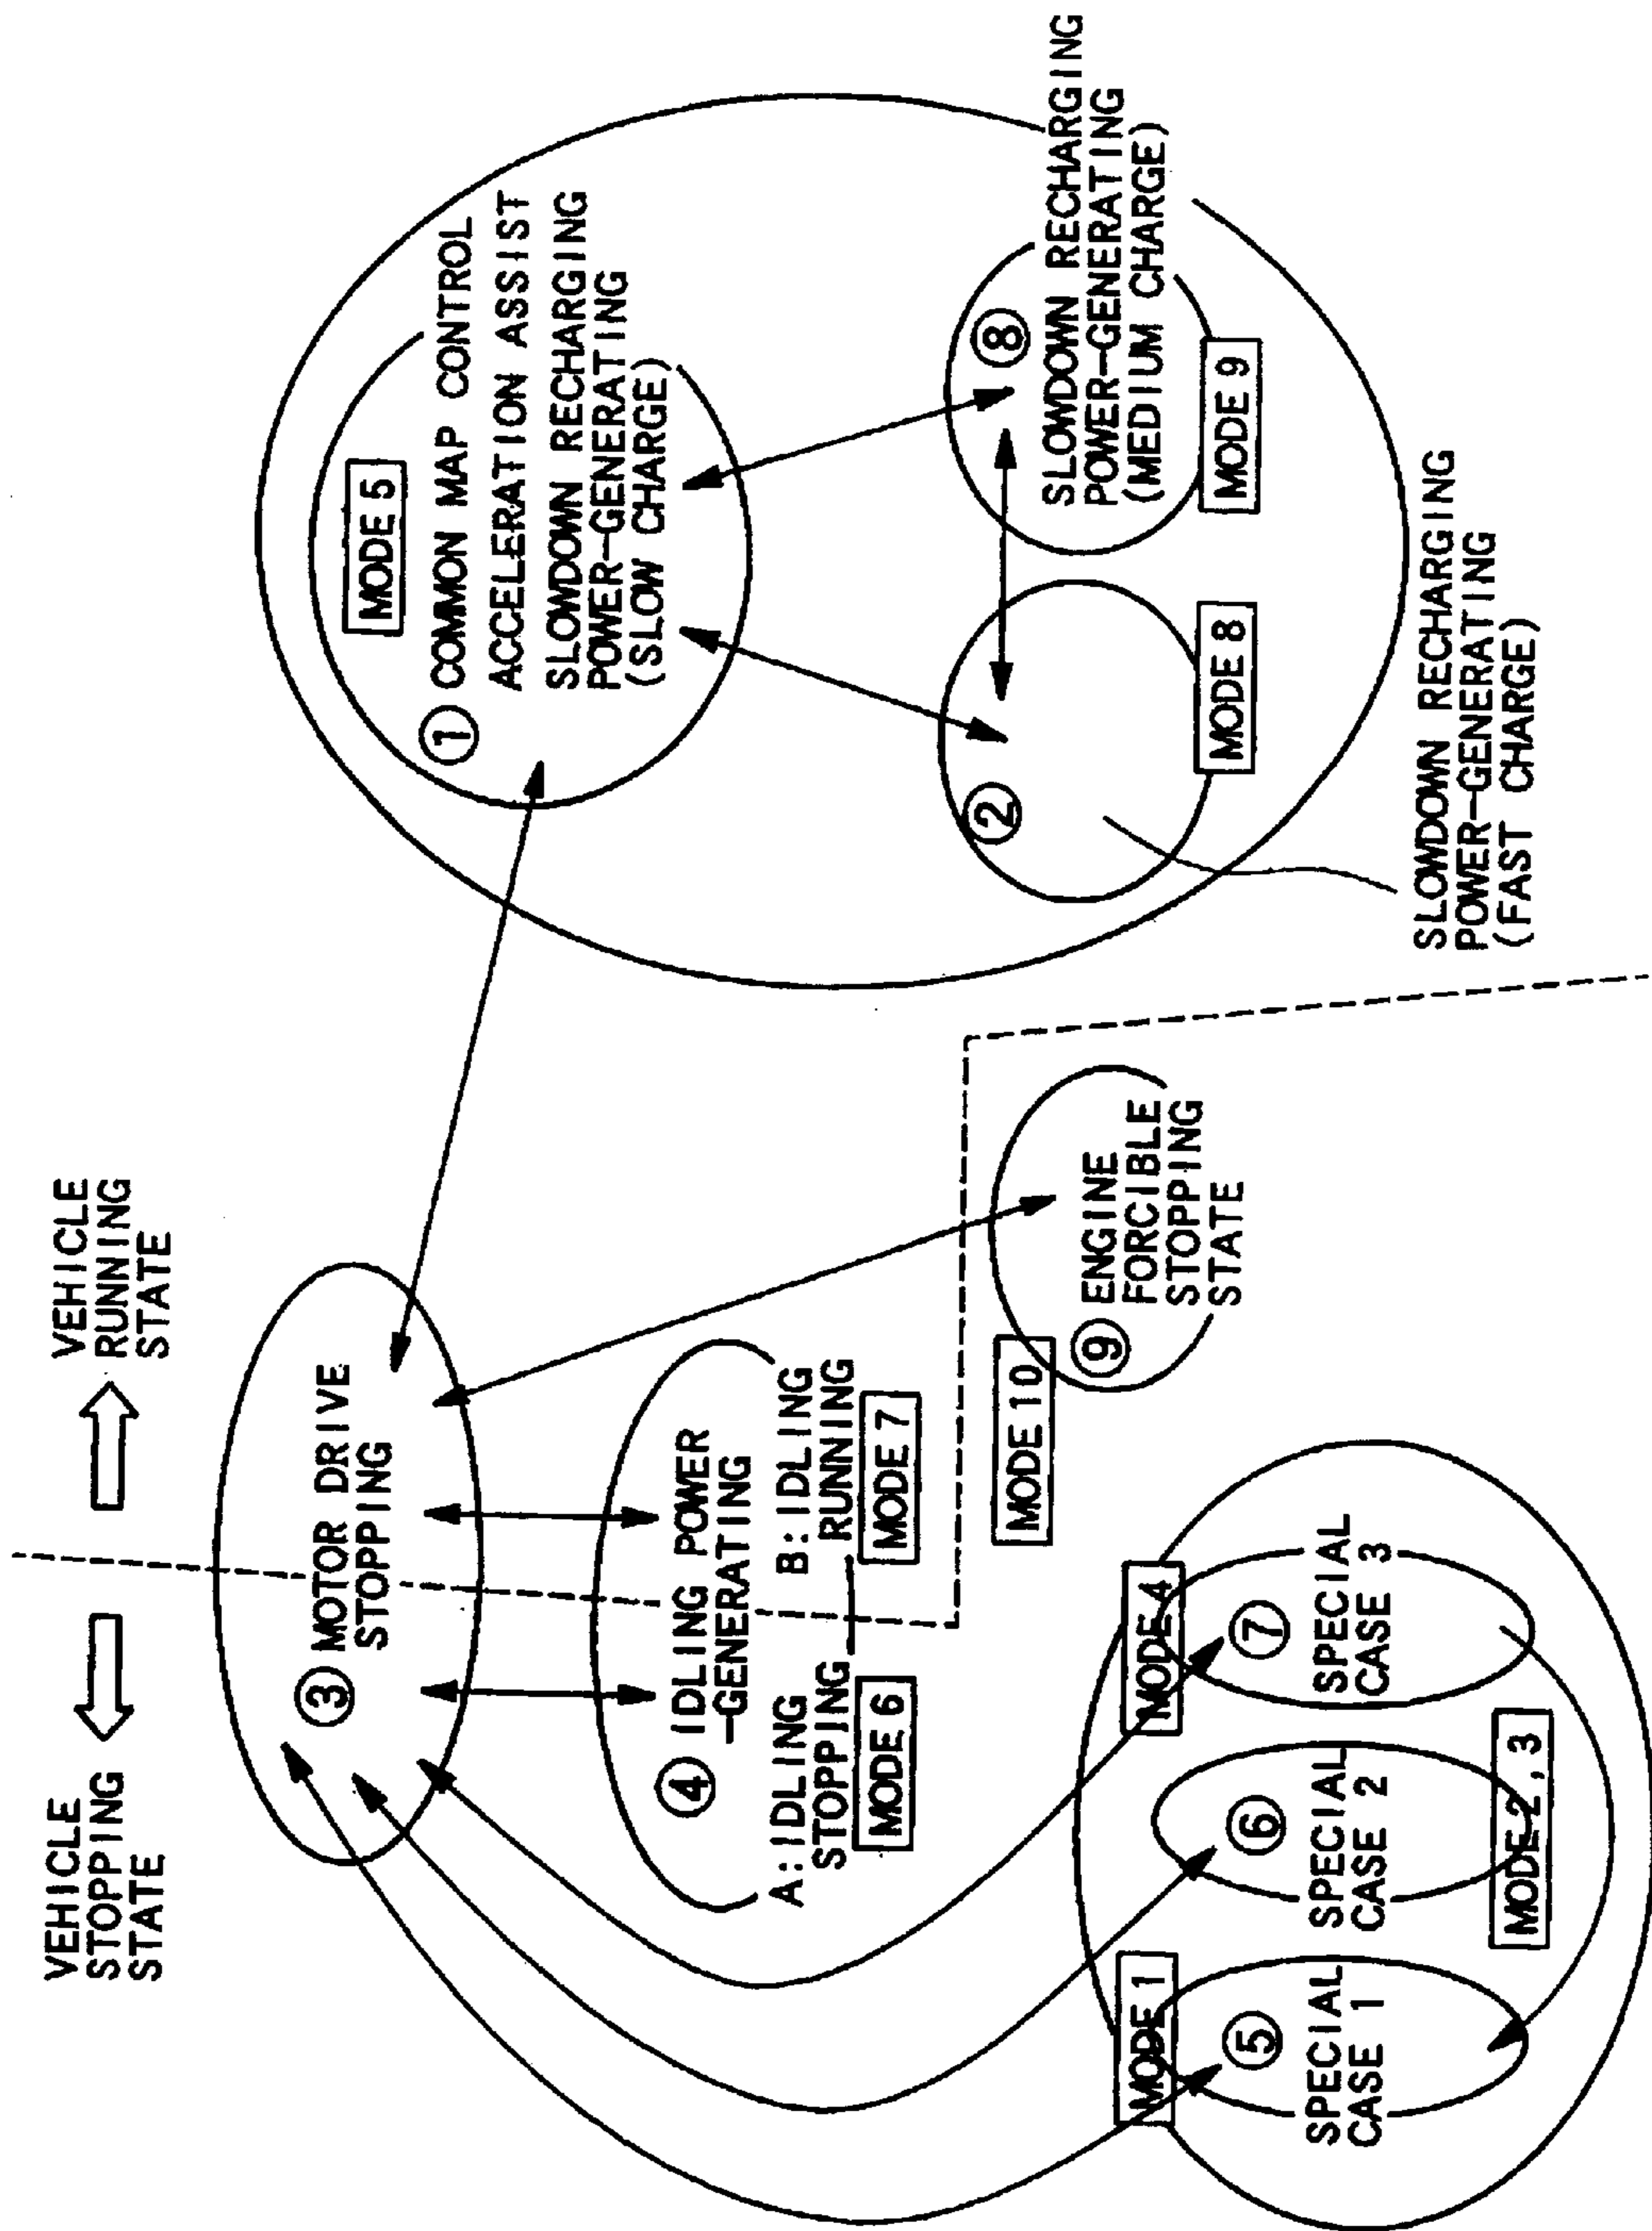 VEHICLE
STOPPING
STATE
VEHICLE
RUNNING
STATE
③ MOTOR DRIVE
STOPPING
④ IDLING POWER
-GENERATING
A:IDLING
STOPPING
MODE 6
B:IDLING
RUNNING
MODE 7
MODE 5
① COMMON MAP CONTROL
ACCELERATION ASSIST
SLOWDOWN RECHARGING
POWER-GENERATING
(SLOW CHARGE)
②
MODE 8
SLOWDOWN RECHARGING
POWER-GENERATING
(FAST CHARGE)
⑧
SLOWDOWN RECHARGING
POWER-GENERATING
(MEDIUM CHARGE)
MODE 9
MODE 10
⑨ ENGINE
FORCIBLE
STOPPING
STATE
MODE 1
⑤
SPECIAL
CASE 1
⑥
SPECIAL
CASE 2
MODE 2, 3
MODE 4
⑦
SPECIAL
CASE 3